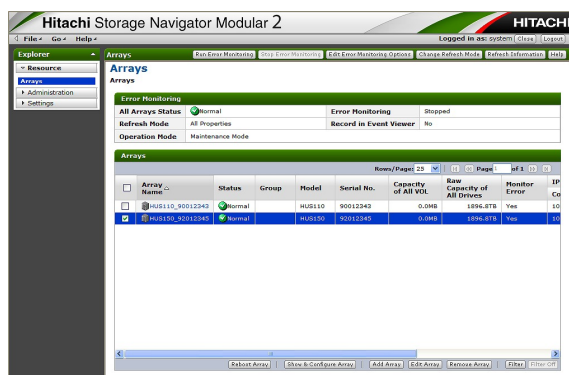 Hitachi Storage Navigator Modular 2
HITACHI
File Go Help
Logged in as: system Close Logout
Explorer
Resource
Arrays
Administration
Settings
Arrays Run Error Monitoring Stop Error Monitoring Edit Error Monitoring Options Change Refresh Mode Refresh Information Help
Arrays
Arrays
Error Monitoring
All Arrays Status Normal Error Monitoring Stopped
Refresh Mode All Properties Record in Event Viewer No
Operation Mode Maintenance Mode
Arrays
Rows/Page: 25 Page 1 of 1
Array Name Status Group Model Serial No. Capacity of All VOL Raw Capacity of All Drives Monitor Error IP Co
HUS110_90012343 Normal HUS110 90012343 0.0MB 1896.8TB Yes 10
HUS150_92012345 Normal HUS150 92012345 0.0MB 1896.8TB Yes 10
Reboot Array Show & Configure Array Add Array Edit Array Remove Array Filter Filter Off